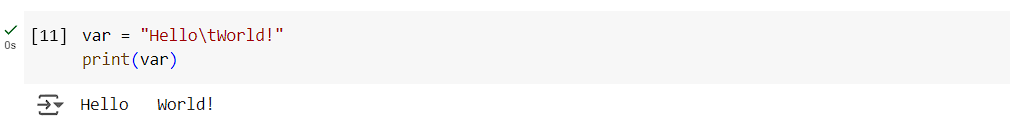 [11] var = "Hello\tWorld!"
print(var)
0s
Hello   World!